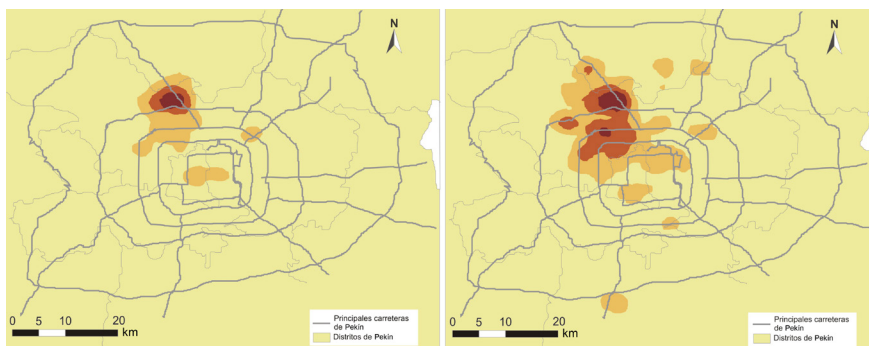 N
0 5 10 20
km
Principales carreteras
de Pekín
Distritos de Pekín
N
0 5 10 20
km
Principales carreteras
de Pekín
Distritos de Pekín